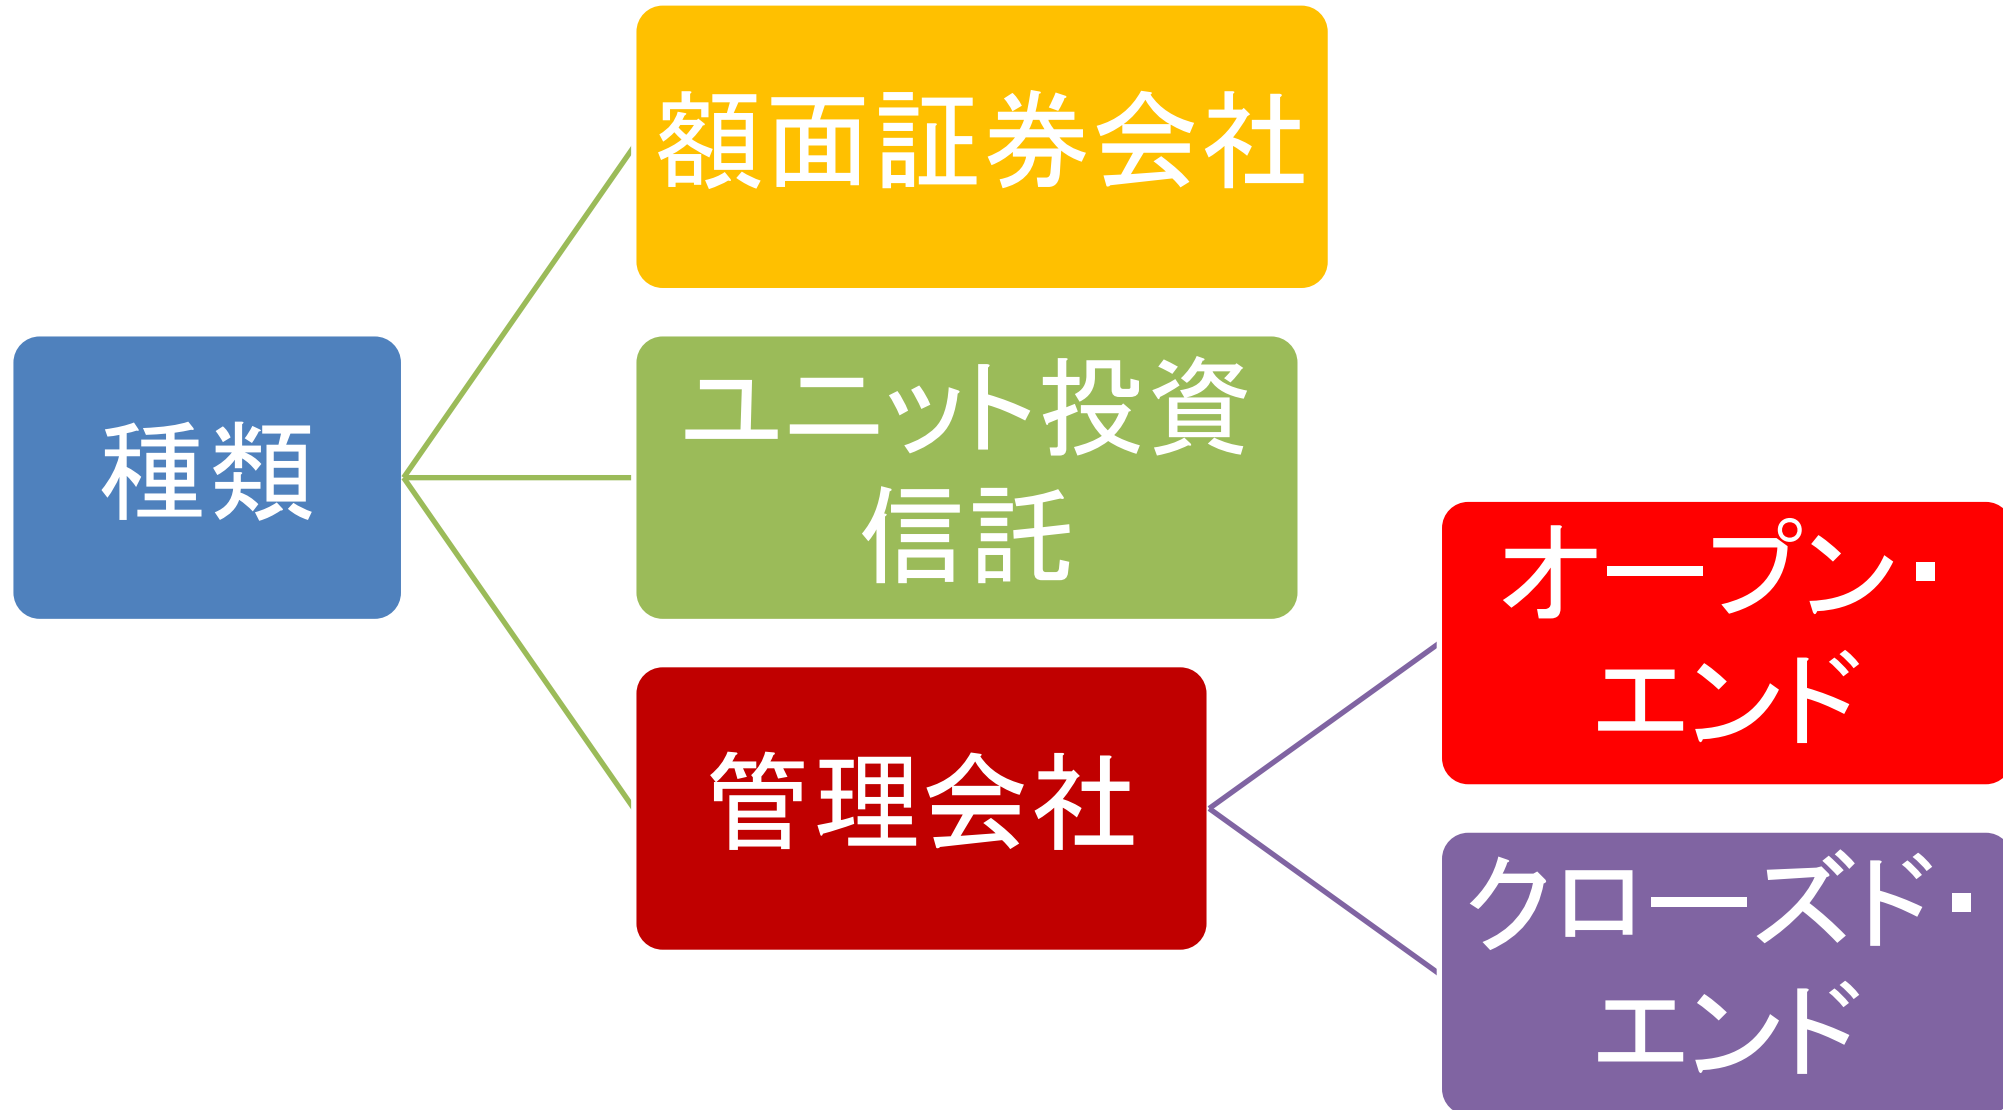 額面証券会社
種類
ユニット投資
信託
管理会社
オープン・
エンド
クローズド・
エンド